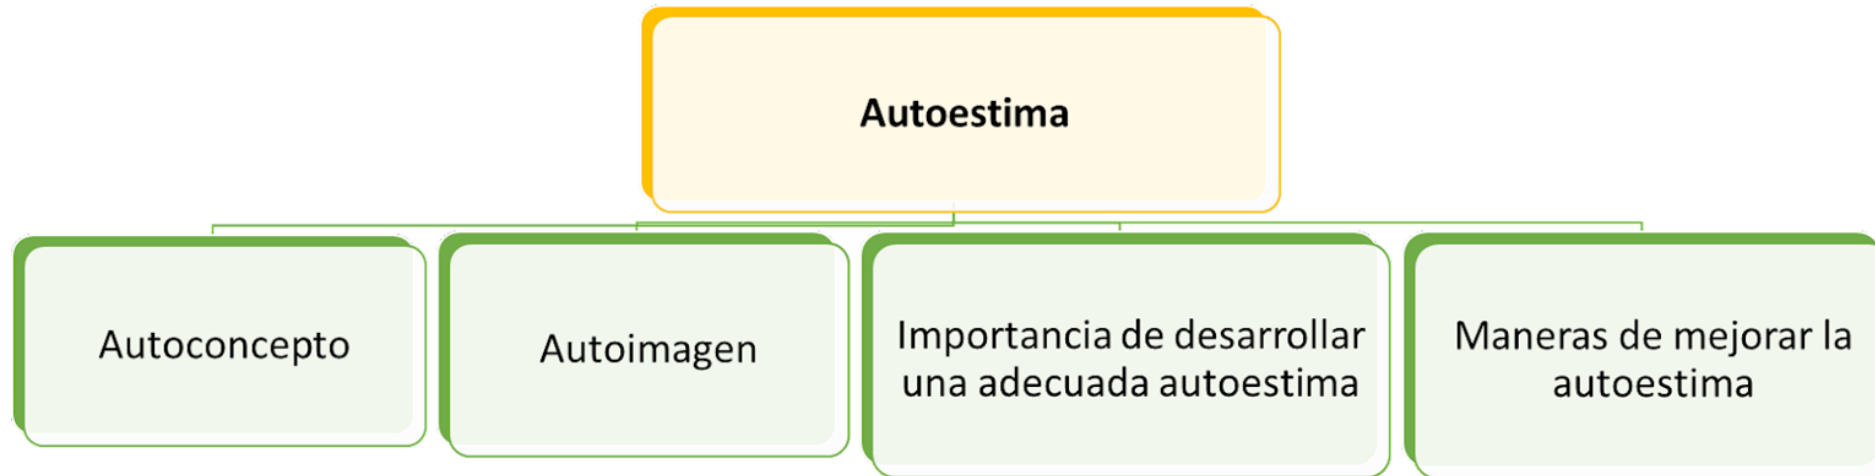 Autoestima
Autoconcepto
Autoimagen
Importancia de desarrollar
una adecuada autoestima
Maneras de mejorar la
autoestima